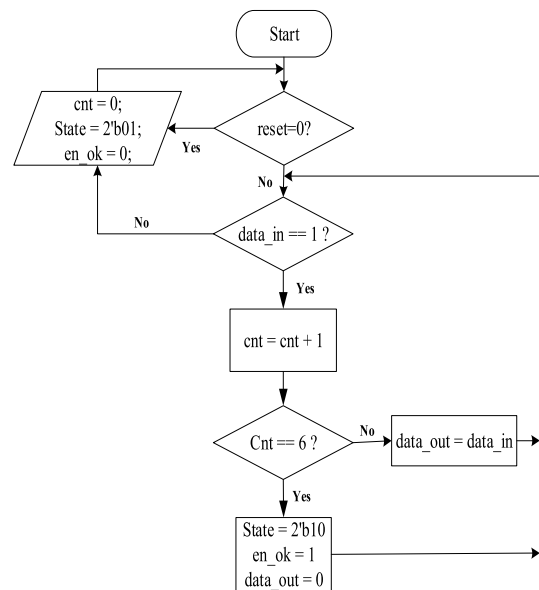 Start
cnt = 0;
State = 2'b01;
en_ok = 0;
reset=0?
Yes
No
data_in == 1 ?
No
Yes
cnt = cnt + 1
Cnt == 6 ?
No
data_out = data_in
Yes
State = 2'b10
en_ok = 1
data_out = 0